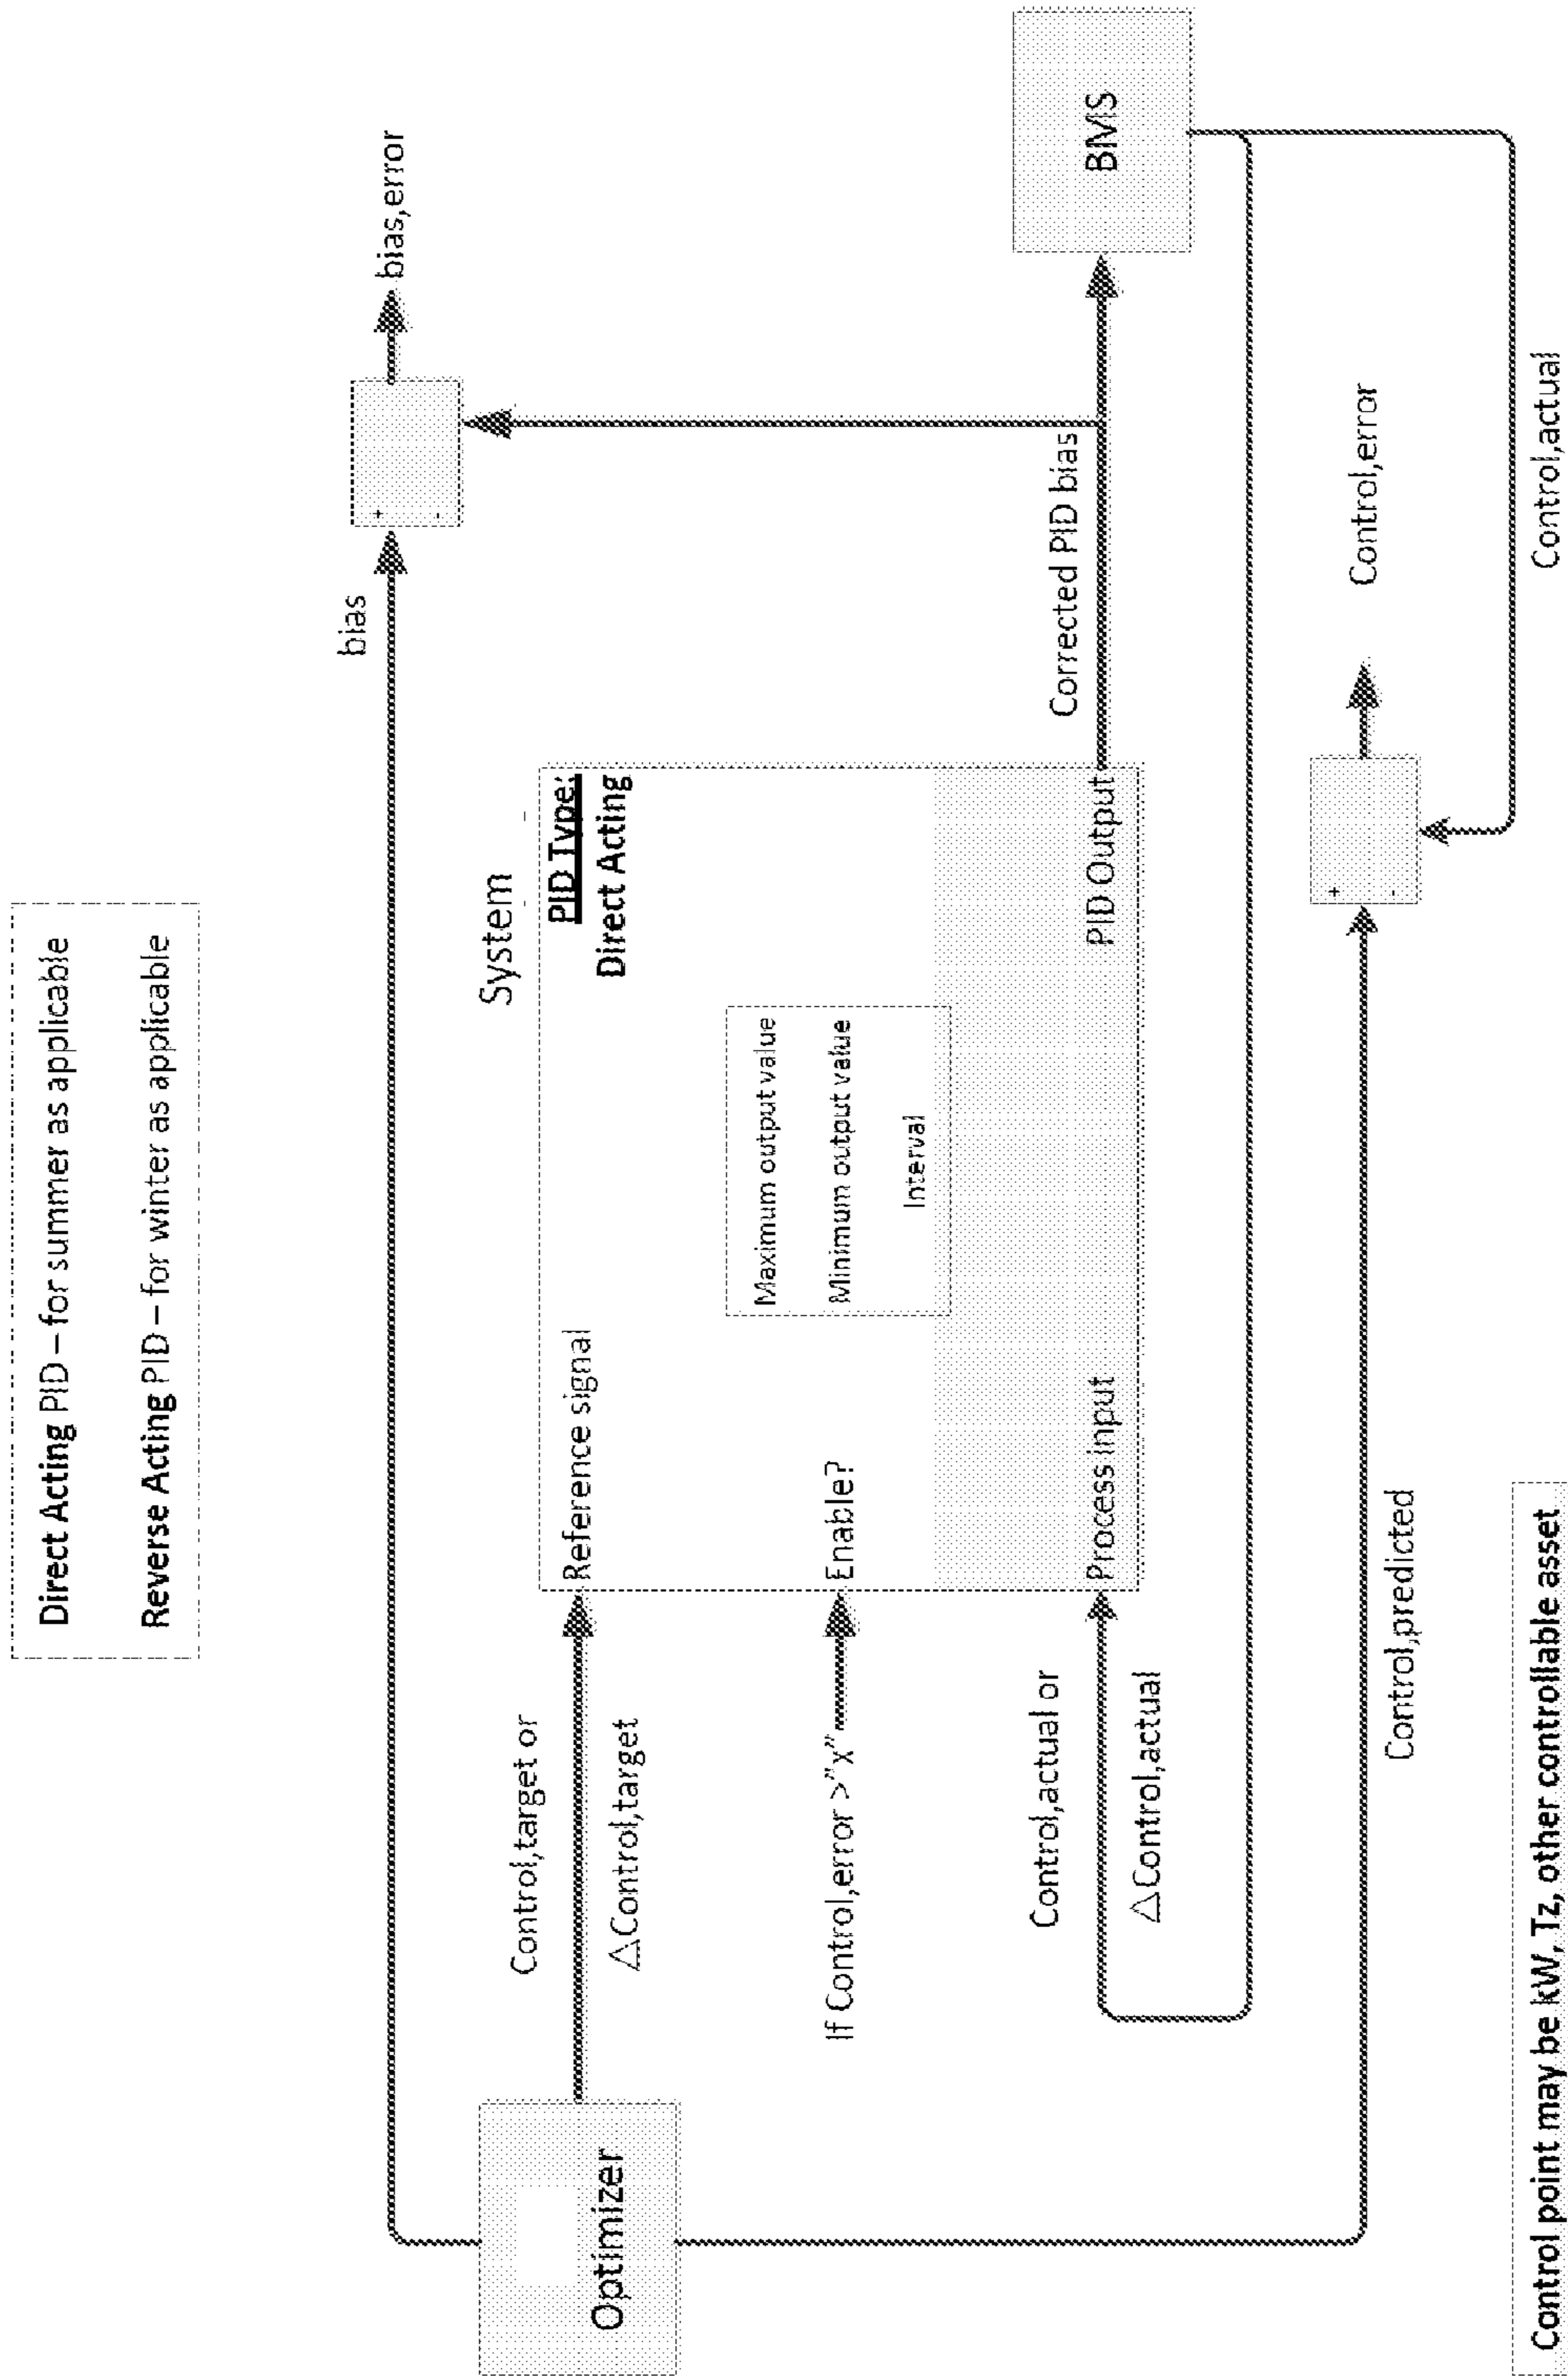 Direct Acting PID – for summer as aplicable
Reverse Acting PID – for winter as applicable
bias
bias,error
+
-
System
Optimizer
Control,target or
△Control,target
Reference signal
PID Type:
Direct Acting
If Control,error >"x"
Enable?
Maximum output value
Minimum output value
Interval
Control,actual or
△Control,actual
Process input
PID Output
Corrected PID bias
BMS
Control,predicted
+
-
Control,error
Control,actual
Control point may be kW, Tz, other controllable asset